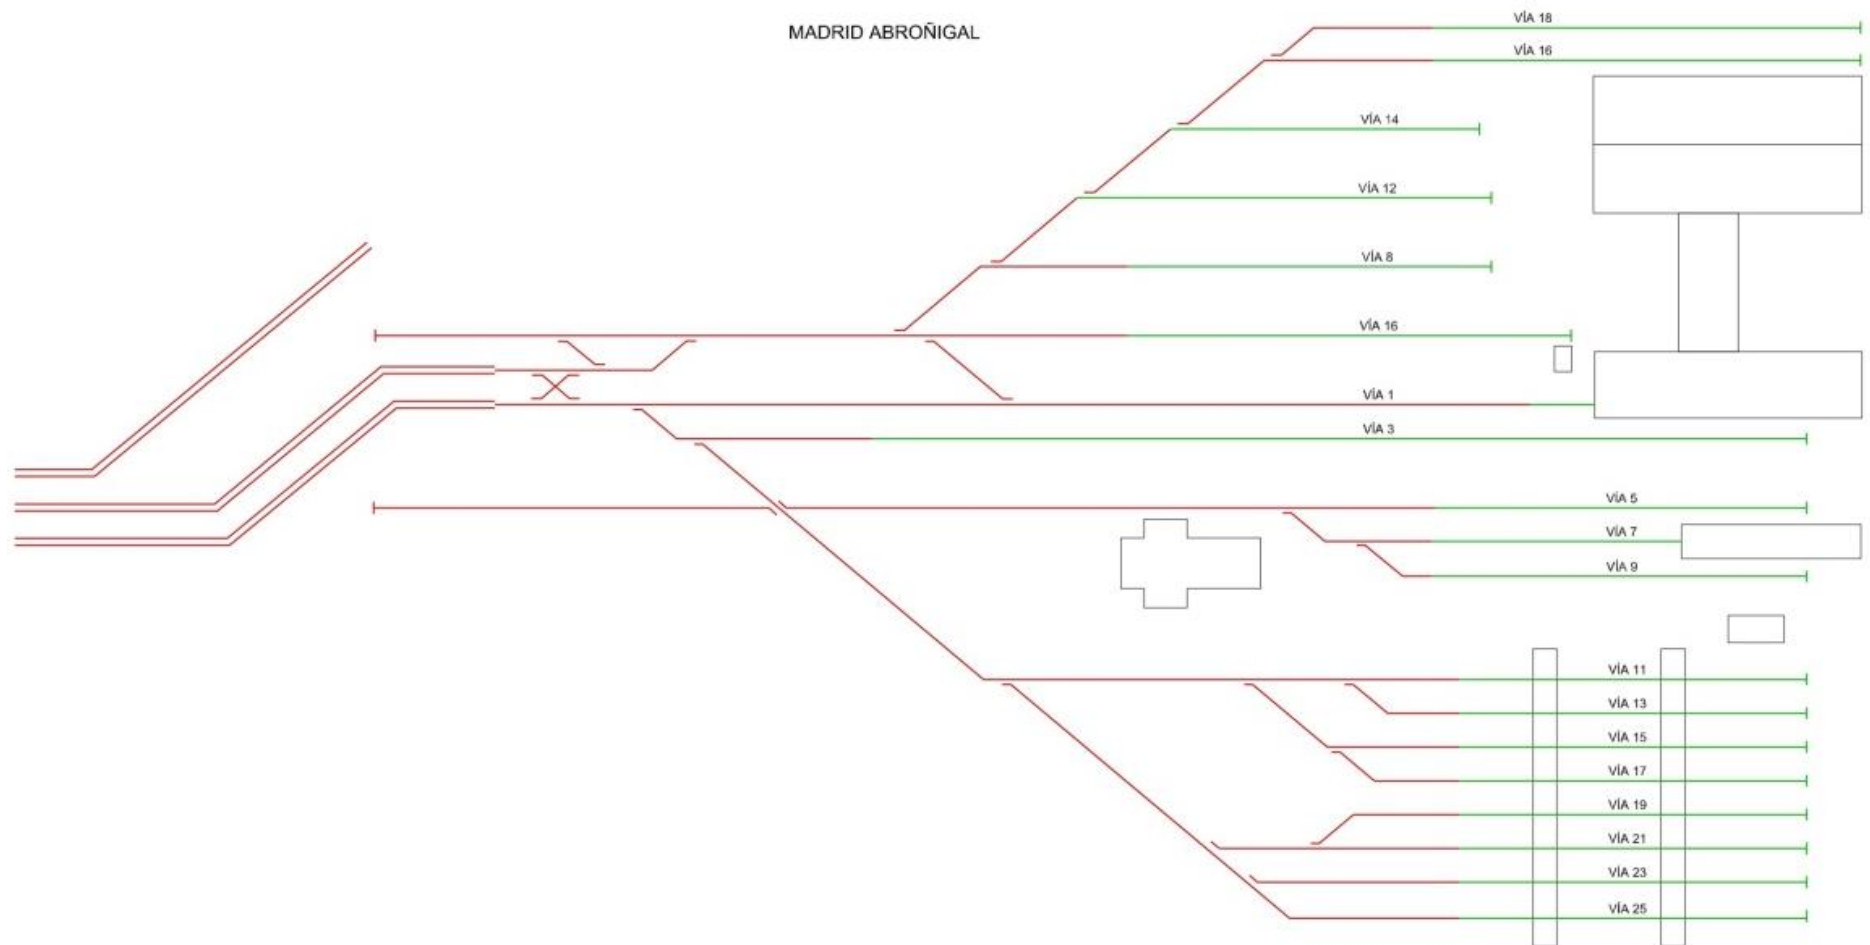 MADRID ABROÑIGAL
VÍA 18
VÍA 16
VÍA 14
VÍA 12
VÍA 8
VÍA 16
VÍA 1
VÍA 3
VÍA 5
VÍA 7
VÍA 9
VÍA 11
VÍA 13
VÍA 15
VÍA 17
VÍA 19
VÍA 21
VÍA 23
VÍA 25